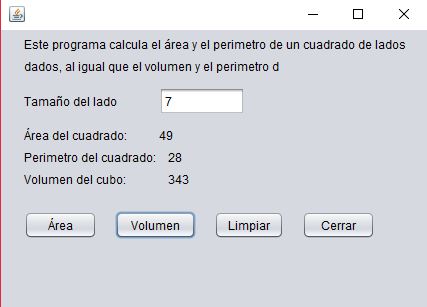 Este programa calcula el área y el perimetro de un cuadrado de lados
dados, al igual que el volumen y el perimetro d
Tamaño del lado 7
Área del cuadrado: 49
Perimetro del cuadrado: 28
Volumen del cubo: 343
Área Volumen Limpiar Cerrar